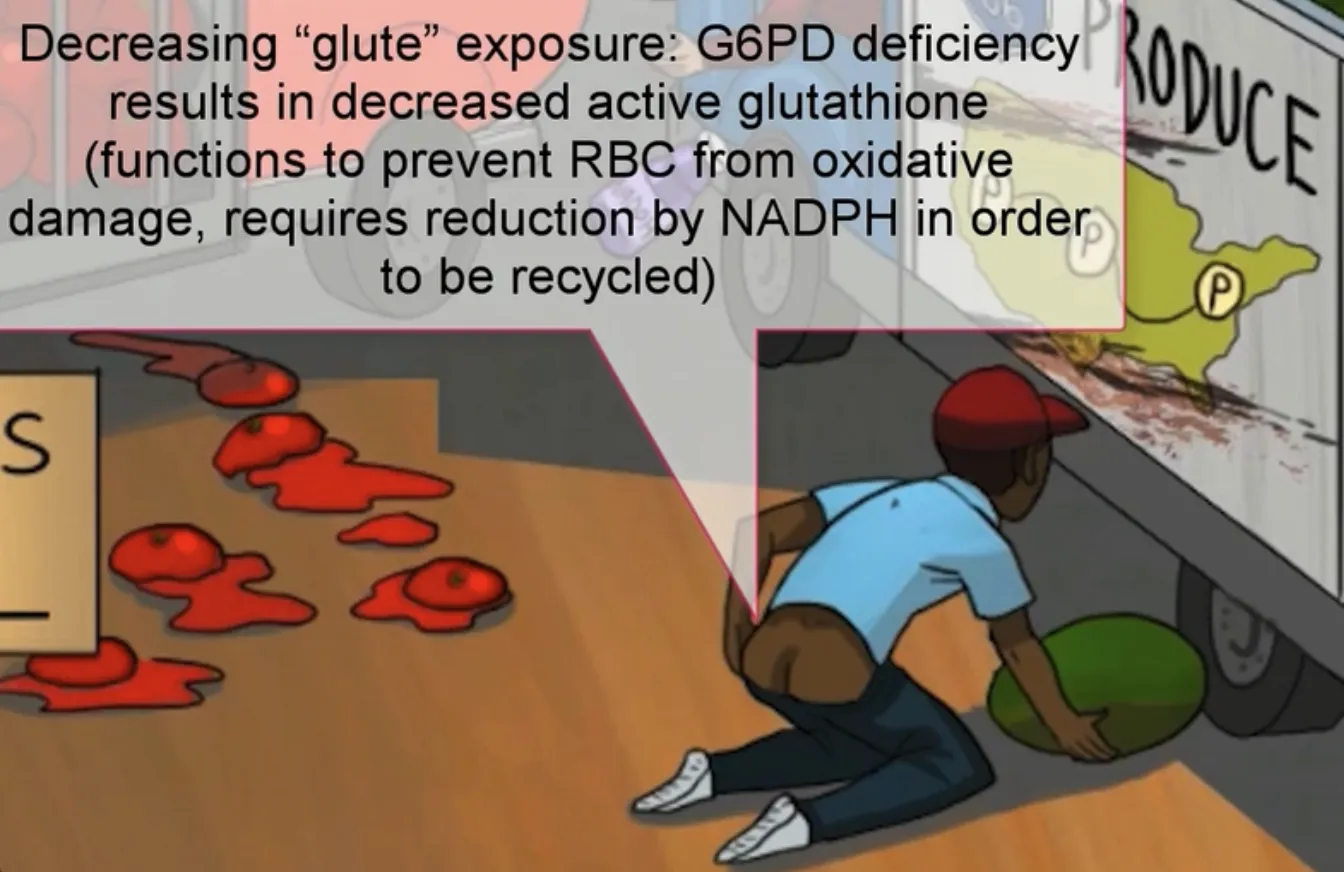 Decreasing “glute” exposure: G6PD deficiency
results in decreased active glutathione
(functions to prevent RBC from oxidative
damage, requires reduction by NADPH in order
to be recycled)
PRODUCE
66
P
P
P
S